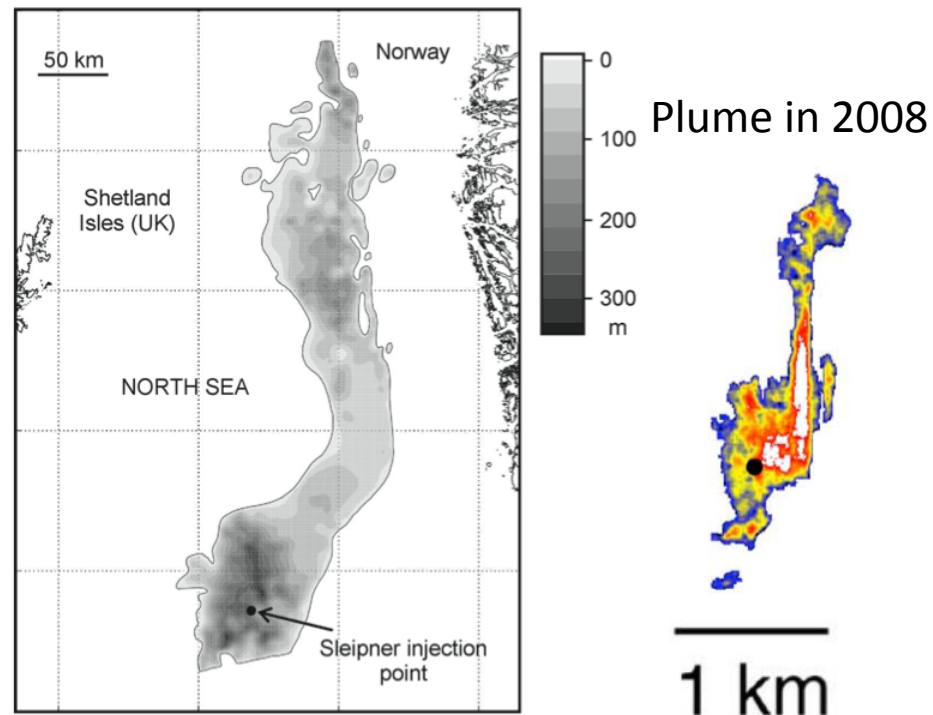 50 km
Norway
Shetland
Isles (UK)
NORTH SEA
Sleipner injection
point
0
100
200
300
m
Plume in 2008
1 km